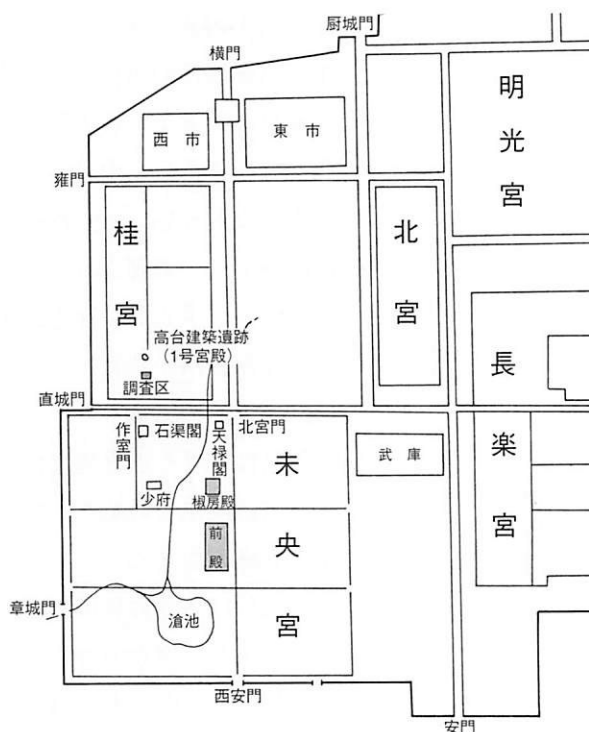 厨城門
横門
明光宮
西市
東市
雍門
桂宮
北宮
高台建築遺跡
（1号宮殿）
調査区
長楽宮
直城門
作室門
石渠閣
天禄閣
北宮門
未央宮
武庫
少府
椒房殿
前殿
章城門
滄池
西安門
安門